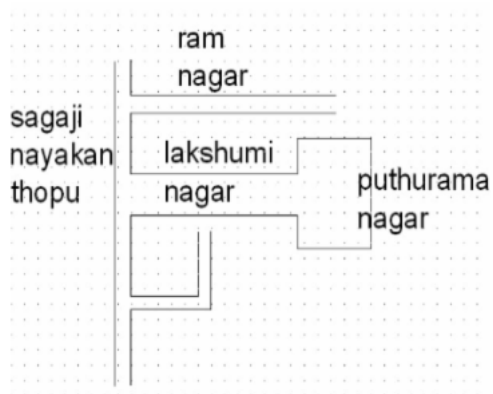 ram
nagar
sagaji
nayakan
thopu
lakshumi
nagar
puthurama
nagar